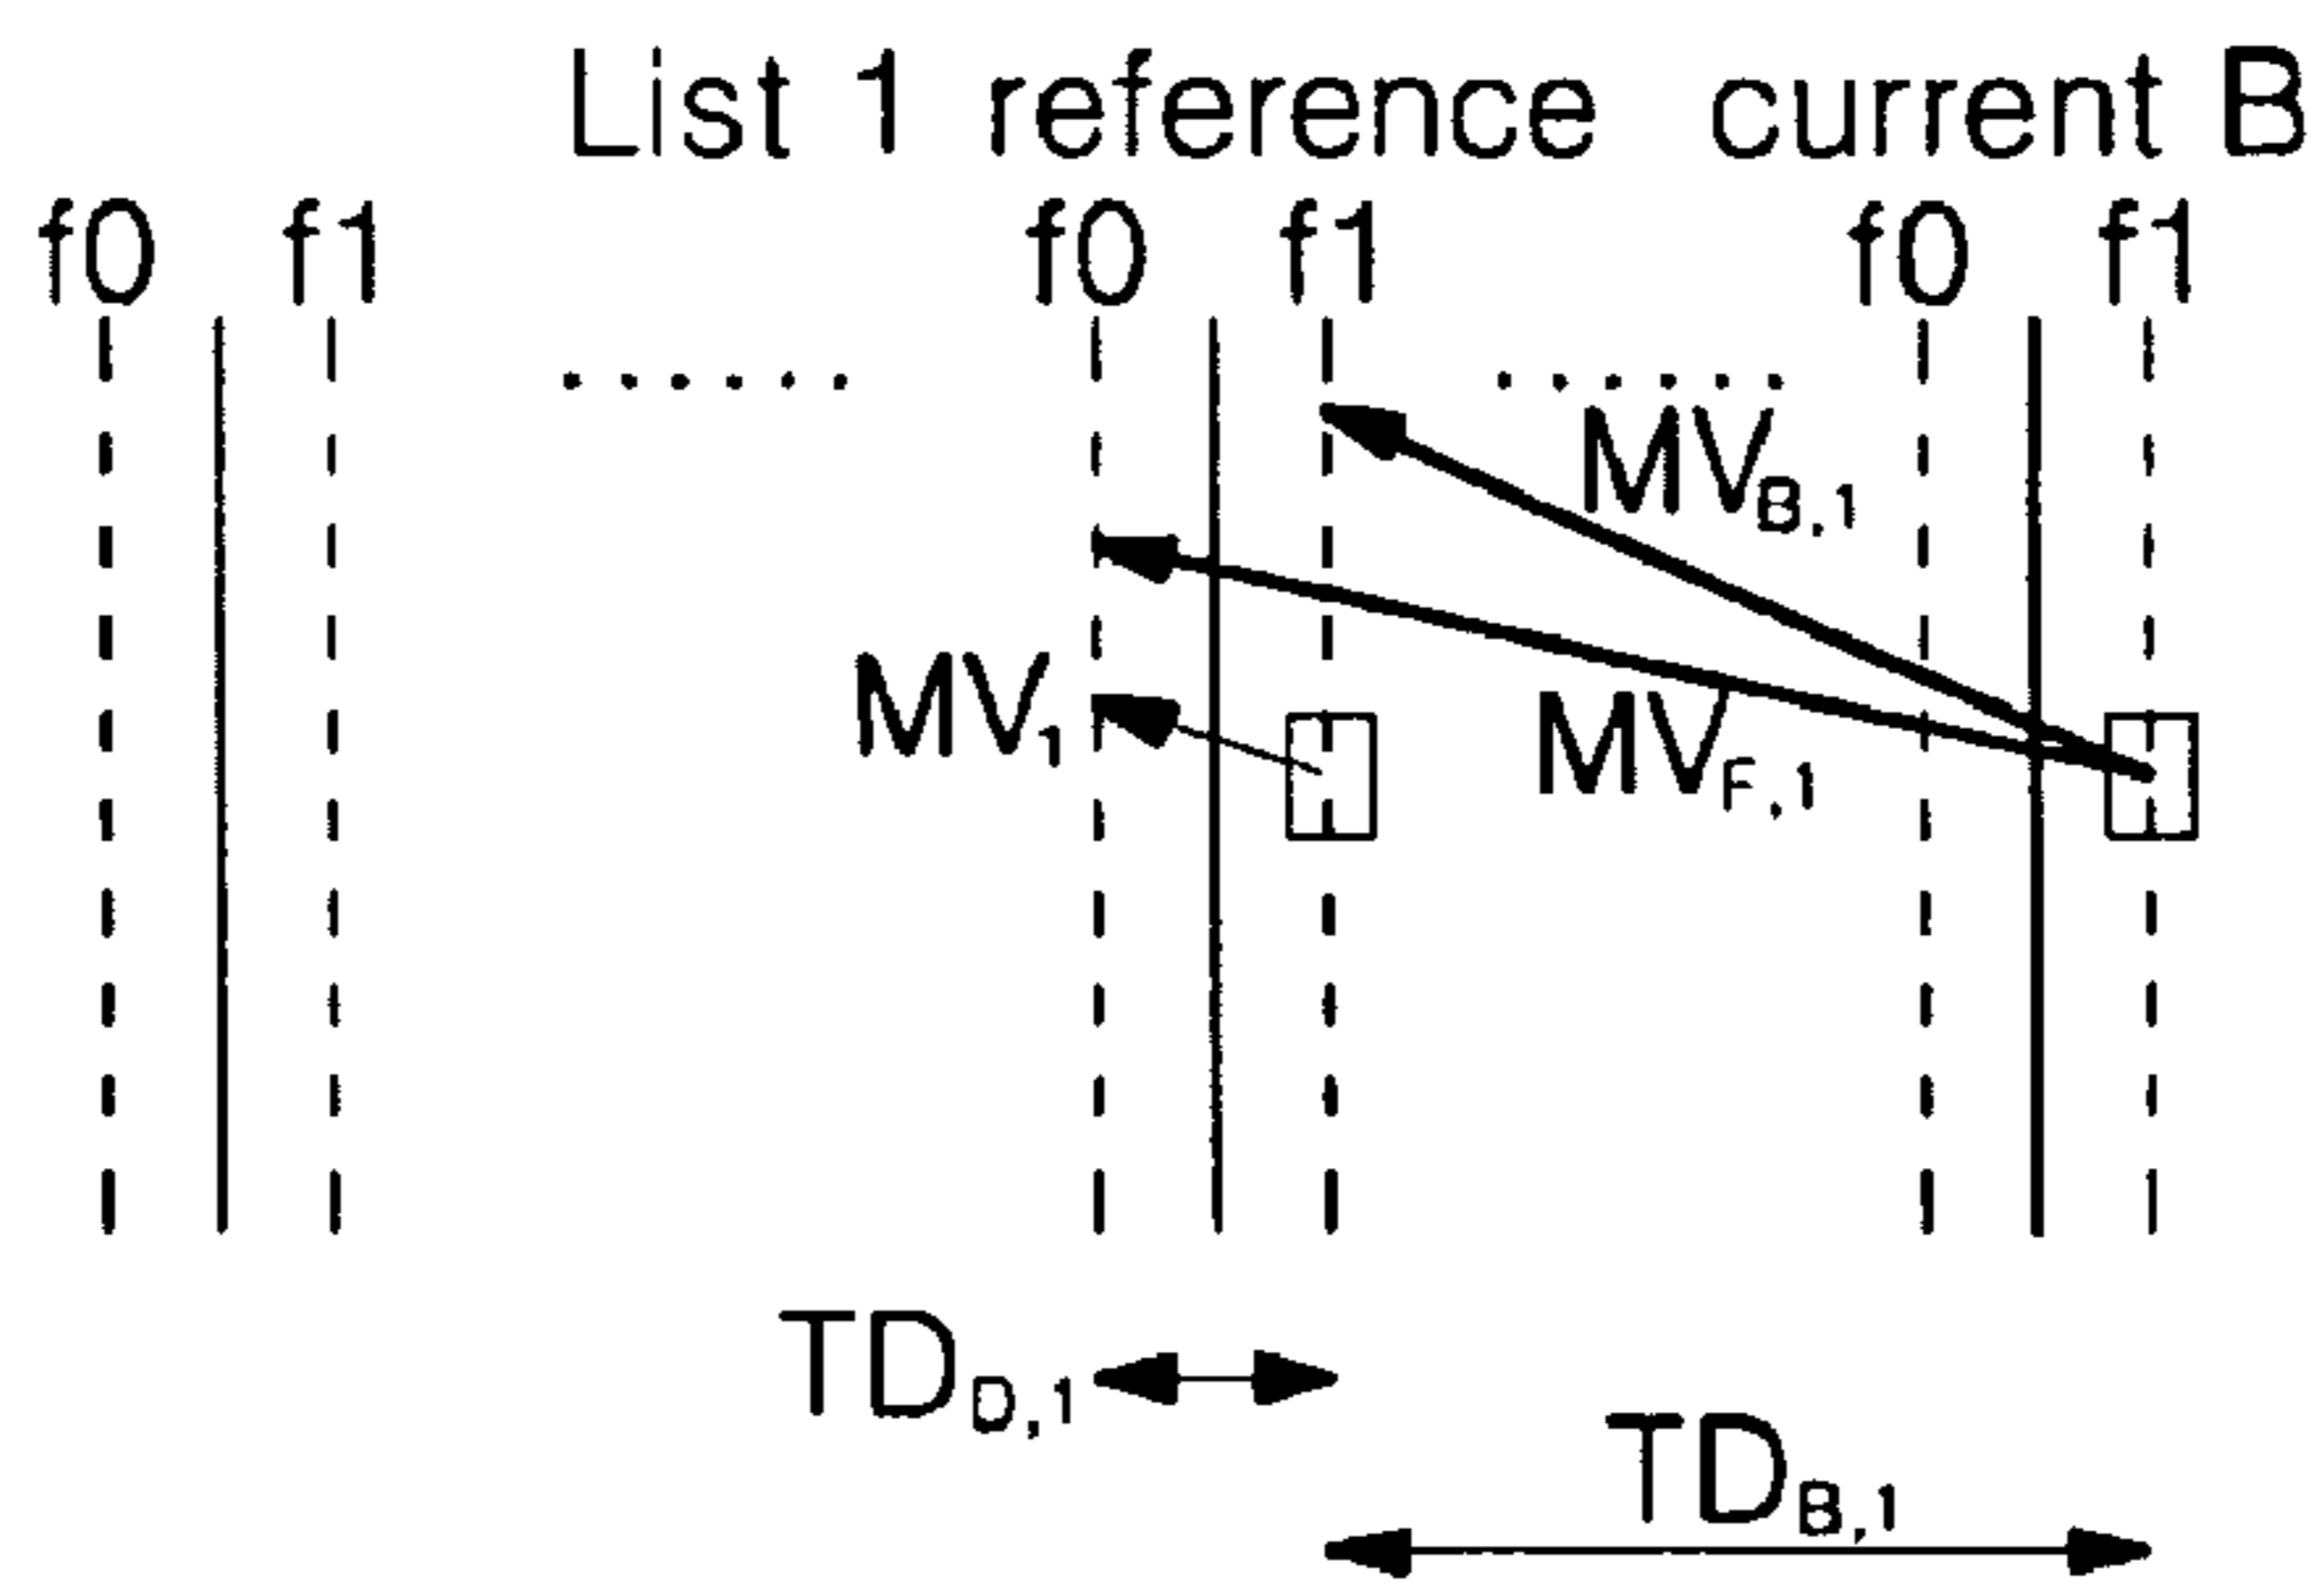 List 1 reference current B
f0 f1 f0 f1 f0 f1
......  ......
MV_B,1
MV_1
MV_F,1
TD_D,1
TD_B,1